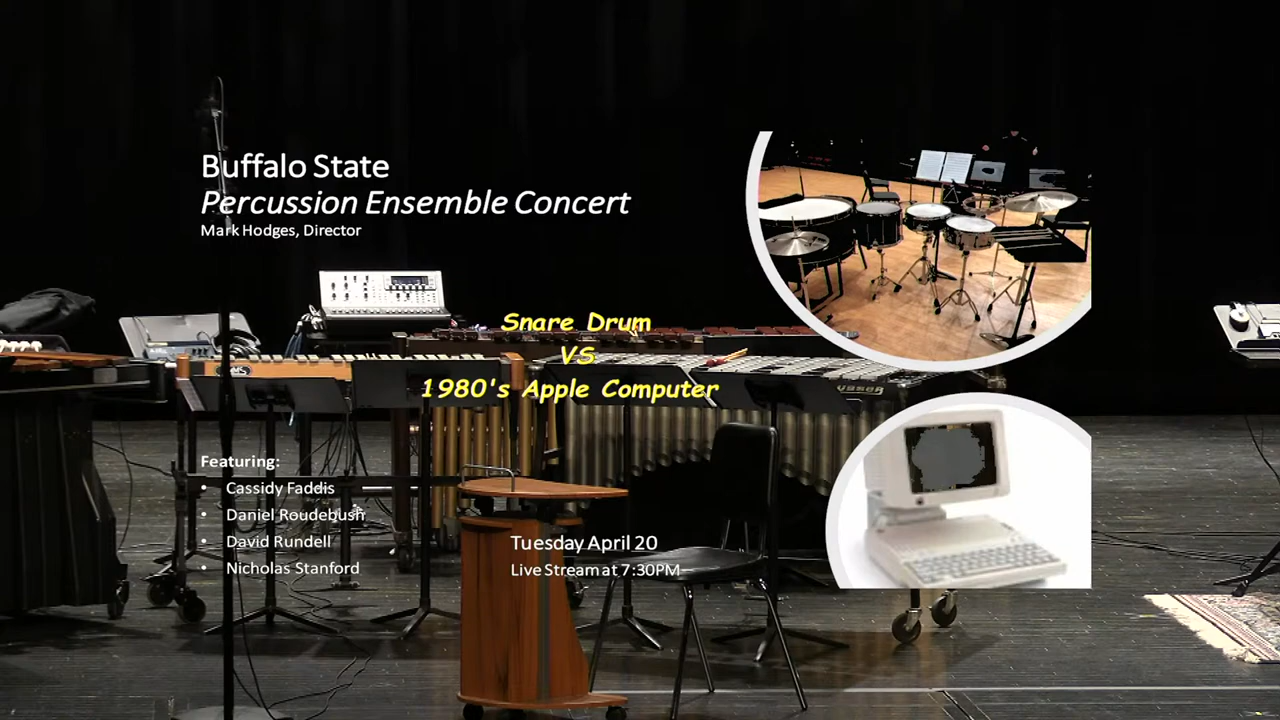 Buffalo State
Percussion Ensemble Concert
Mark Hodges, Director
Snare Drum
VS
1980's Apple Computer
Featuring:
• Cassidy Faddis
• Daniel Roudebush
• David Rundell
• Nicholas Stanford
Tuesday April 20
Live Stream at 7:30PM